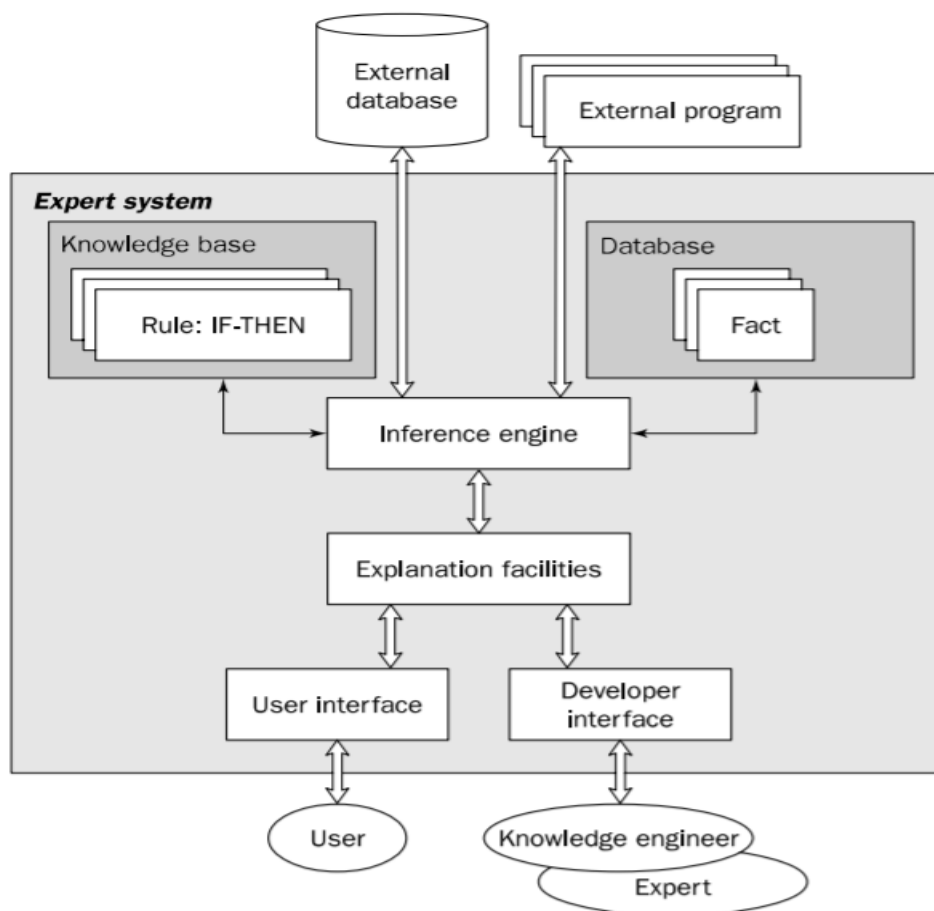 External
database
External program
Expert system
Knowledge base
Rule: IF-THEN
Database
Fact
Inference engine
Explanation facilities
User interface
Developer
interface
User
Knowledge engineer
Expert